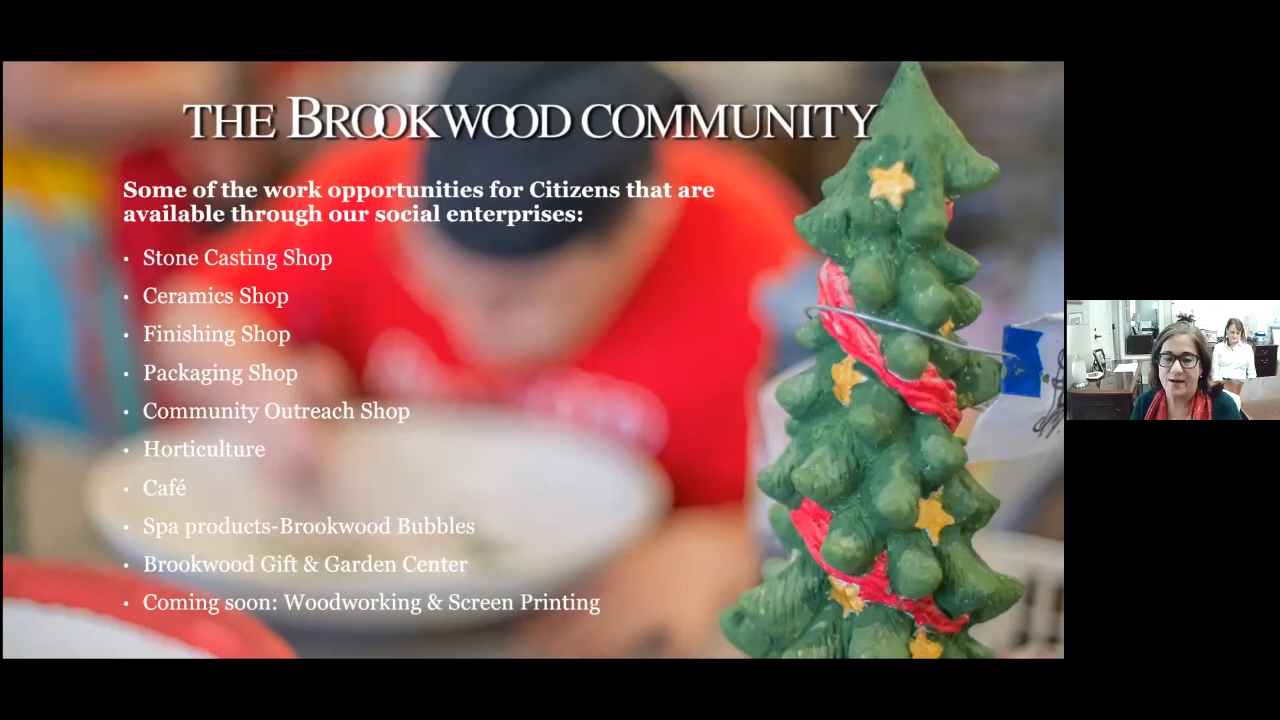 THE BROOKWOOD COMMUNITY
Some of the work opportunities for Citizens that are
available through our social enterprises:
• Stone Casting Shop
• Ceramics Shop
• Finishing Shop
• Packaging Shop
• Community Outreach Shop
• Horticulture
• Café
• Spa products-Brookwood Bubbles
• Brookwood Gift & Garden Center
• Coming soon: Woodworking & Screen Printing